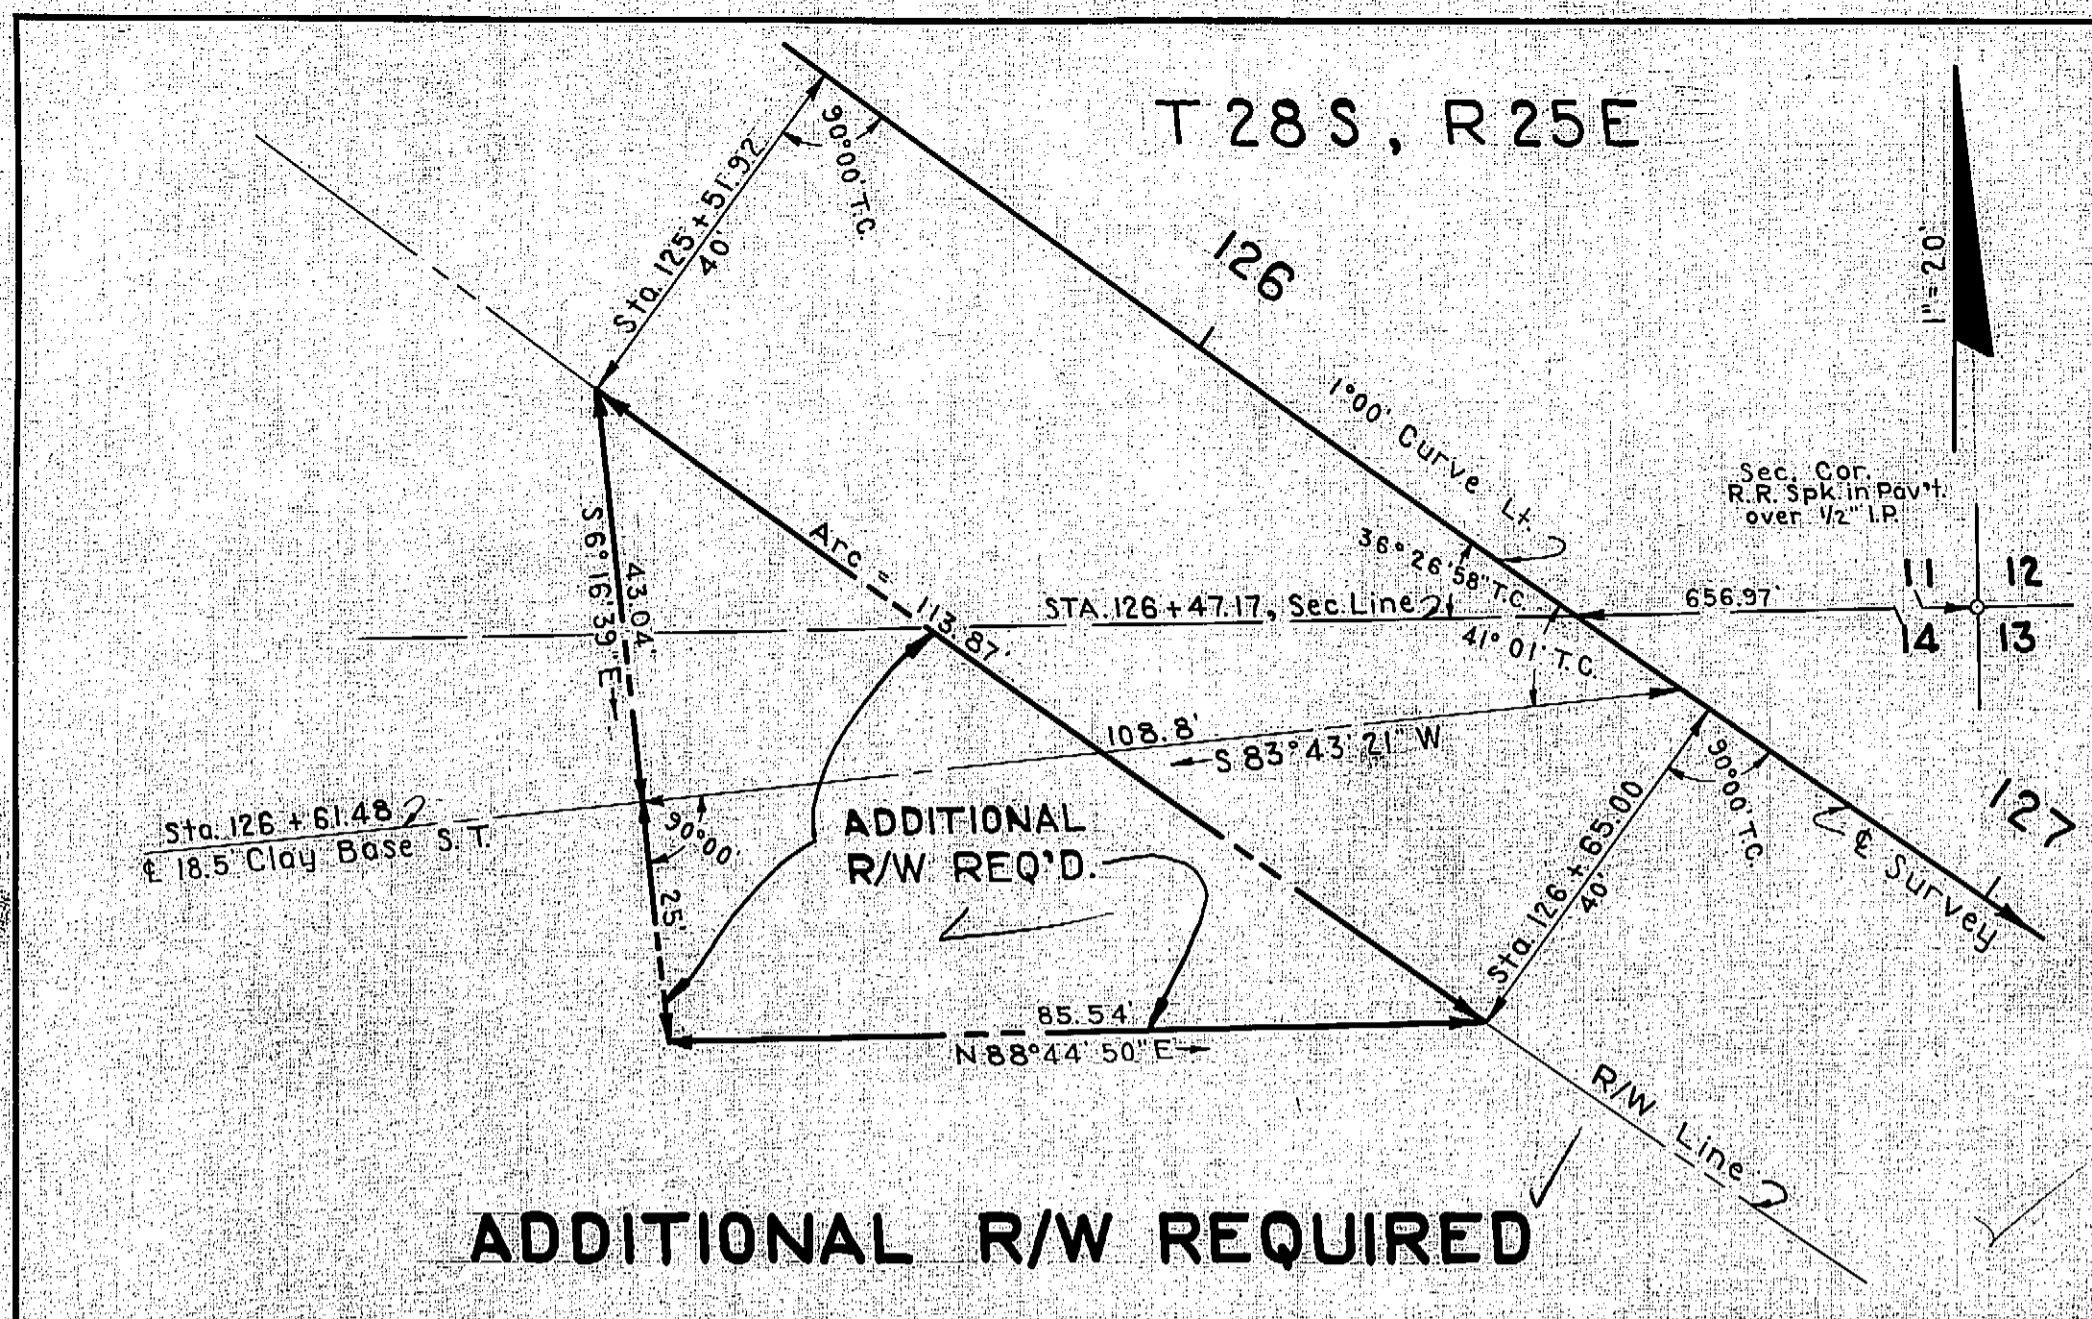 T 28 S, R 25 E
90°00' T.C.
Sta. 125 + 51.92
40'
126
1" = 20'
1°00' Curve Lt.
Sec. Cor.
R.R. Spk. in Pav't.
over 1/2" I.P.
36°26'58" T.C.
11 12
14 13
656.97'
STA. 126 + 47.17, Sec. Line
41°01' T.C.
Arc = 113.87'
S 6°16'39" E
43.04'
108.8'
S 83°43'21" W
Sta. 126 + 61.48
℄ 18.5 Clay Base S.T.
90°00'
25'
ADDITIONAL
R/W REQ'D.
Sta. 126 + 65.00
40'
90°00' T.C.
127
℄ Survey
85.54'
N 88°44'50" E
R/W Line
ADDITIONAL R/W REQUIRED